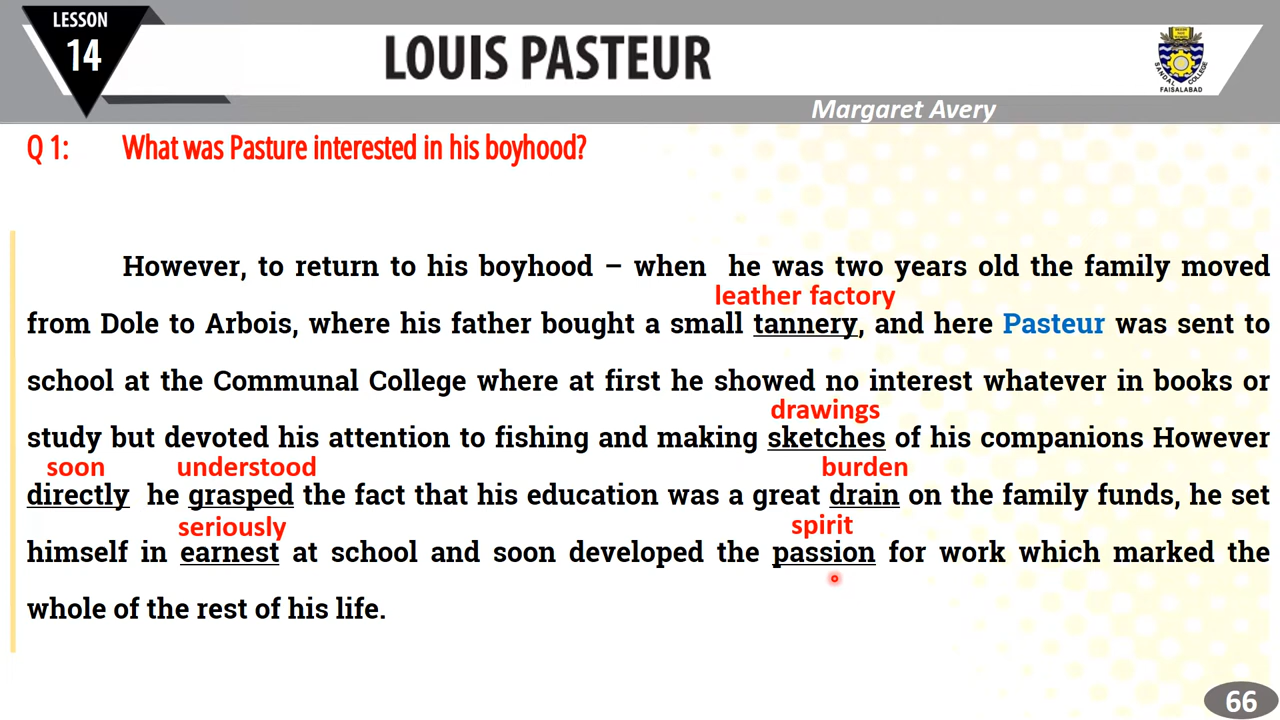 LESSON
14
LOUIS PASTEUR
SANDAL COLLEGE
FAISALABAD
Margaret Avery
Q 1: What was Pasture interested in his boyhood?
However, to return to his boyhood – when he was two years old the family moved
leather factory
from Dole to Arbois, where his father bought a small tannery, and here Pasteur was sent to
school at the Communal College where at first he showed no interest whatever in books or
drawings
study but devoted his attention to fishing and making sketches of his companions However
soon understood burden
directly he grasped the fact that his education was a great drain on the family funds, he set
seriously spirit
himself in earnest at school and soon developed the passion for work which marked the
whole of the rest of his life.
66